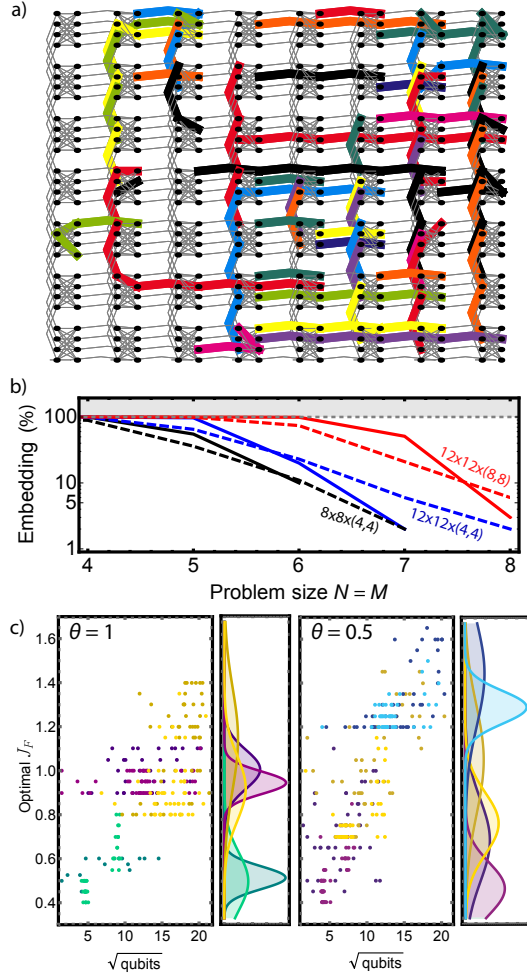 a)
b)
Embedding (%)
100
10
5
1
8x8x(4,4)
12x12x(4,4)
12x12x(8,8)
4 5 6 7 8
Problem size N = M
c)
θ = 1
θ = 0.5
Optimal J_F
1.6
1.4
1.2
1.0
0.8
0.6
0.4
5 10 15 20
5 10 15 20
√qubits
√qubits